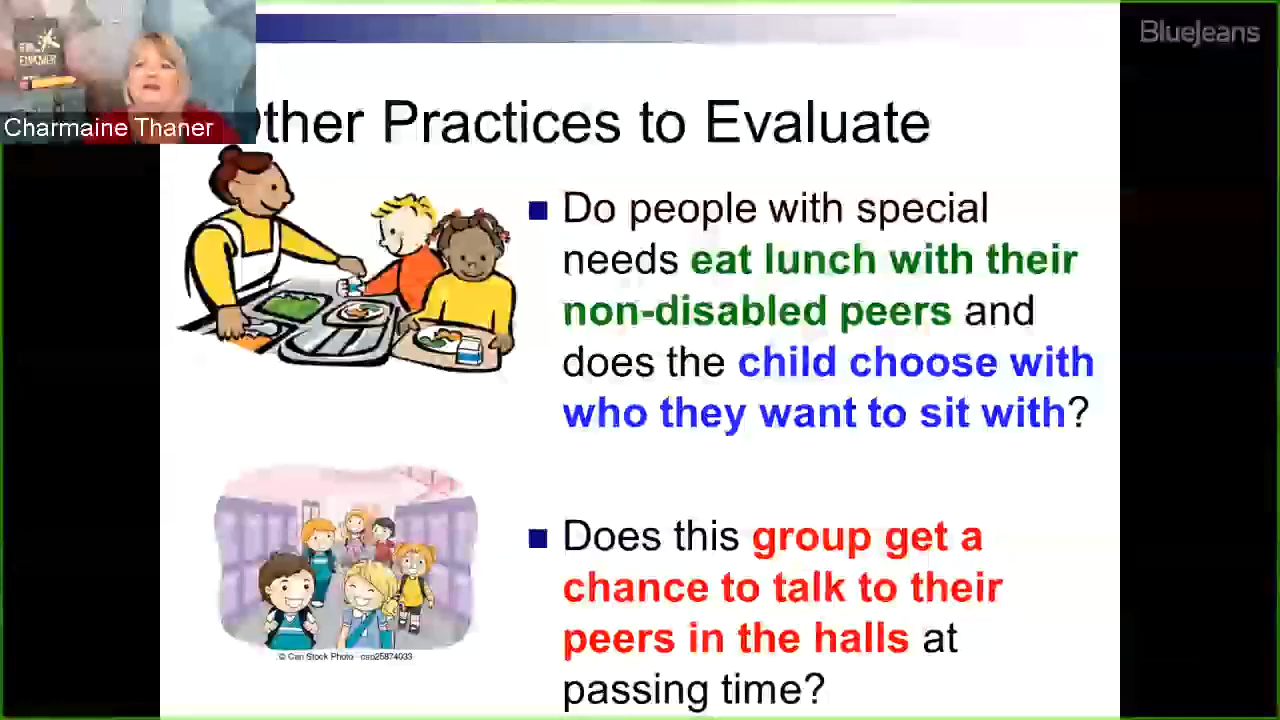 BlueJeans
Charmaine Thaner
Other Practices to Evaluate
Do people with special
needs eat lunch with their
non-disabled peers and
does the child choose with
who they want to sit with?
Does this group get a
chance to talk to their
peers in the halls at
passing time?
© Can Stock Photo - csp25874033